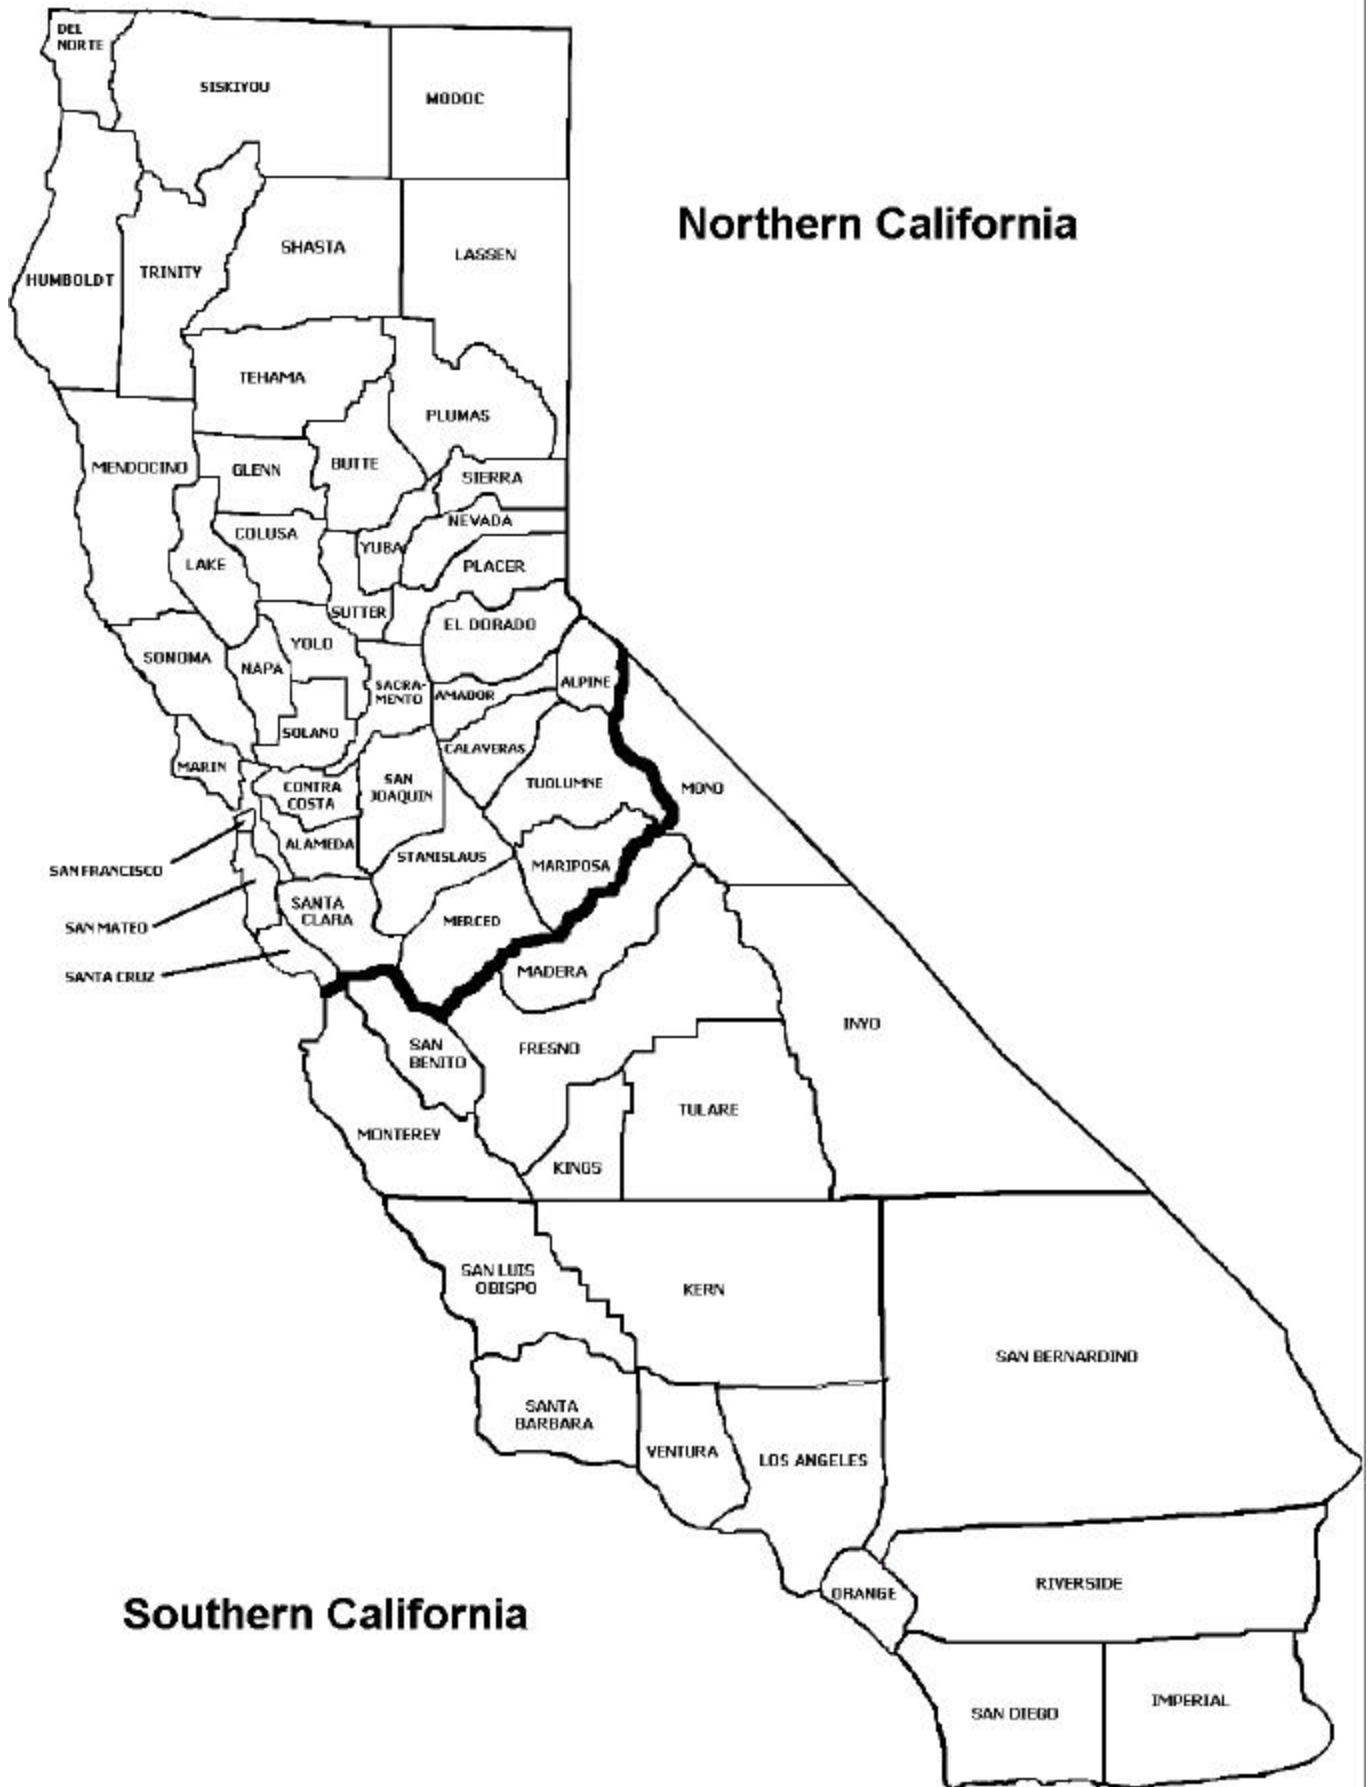 DEL
NORTE
SISKIYOU
MODOC
Northern California
SHASTA
LASSEN
TRINITY
HUMBOLDT
TEHAMA
PLUMAS
MENDOCINO
GLENN
BUTTE
SIERRA
NEVADA
COLUSA
YUBA
LAKE
PLACER
SUTTER
EL DORADO
YOLO
SONOMA
NAPA
SACRA-
MENTO
AMADOR
ALPINE
SOLANO
CALAVERAS
MARIN
CONTRA
COSTA
SAN
JOAQUIN
TUOLUMNE
MONO
ALAMEDA
STANISLAUS
MARIPOSA
SAN FRANCISCO
SANTA
CLARA
MERCED
SAN MATEO
SANTA CRUZ
MADERA
INYO
SAN
BENITO
FRESNO
TULARE
MONTEREY
KINGS
SAN LUIS
OBISPO
KERN
SAN BERNARDINO
SANTA
BARBARA
VENTURA
LOS ANGELES
ORANGE
RIVERSIDE
Southern California
SAN DIEGO
IMPERIAL